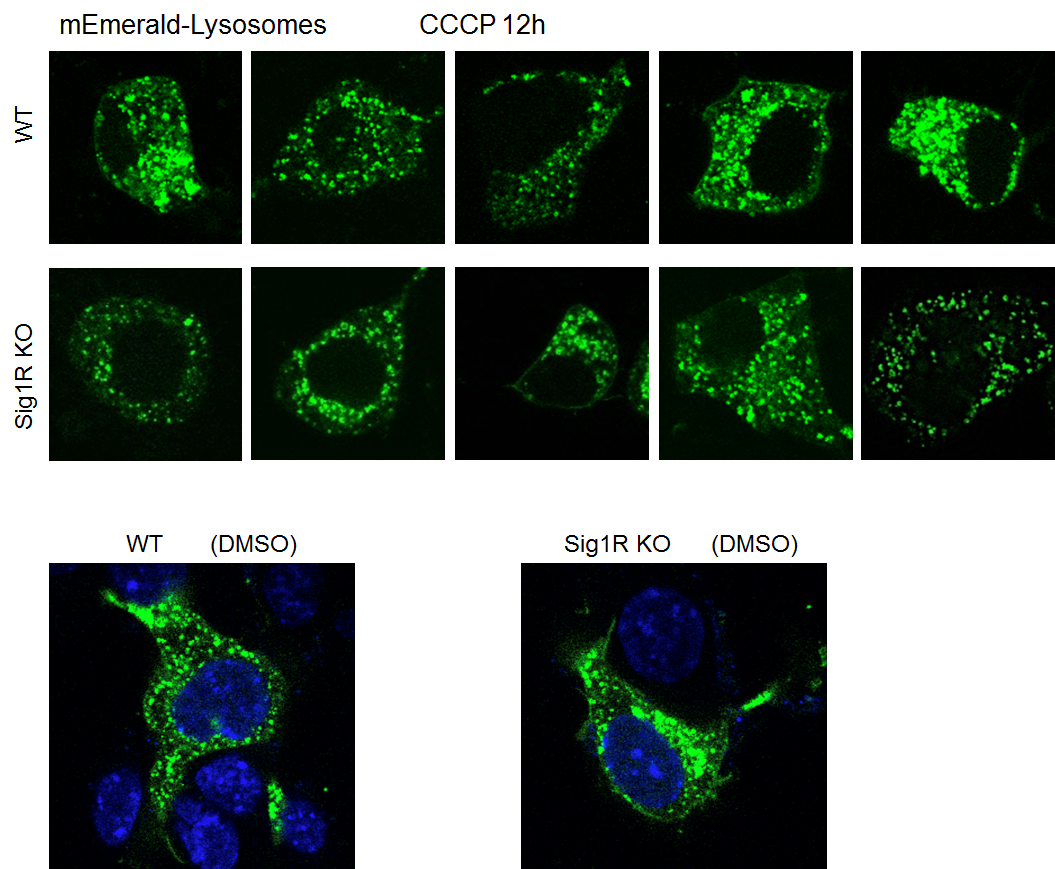 mEmerald-Lysosomes CCCP 12h
WT
Sig1R KO
WT (DMSO)
Sig1R KO (DMSO)